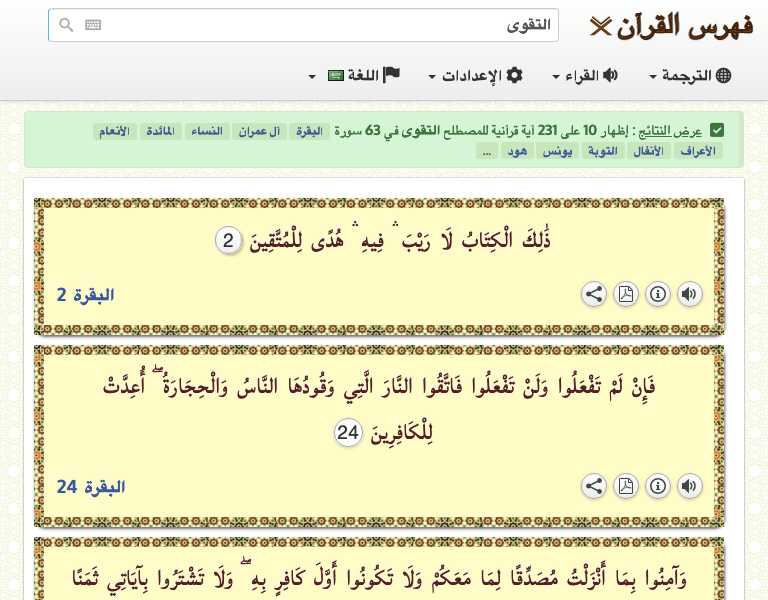 فهرس القرآن
التقوى
الترجمة القراء الإعدادات اللغة
عرض النتائج : إظهار 10 على 231 آية قرآنية للمصطلح التقوى في 63 سورة البقرة آل عمران النساء المائدة الأنعام
الأعراف الأنفال التوبة يونس هود ...
ذَٰلِكَ الْكِتَابُ لَا رَيْبَ ۛ فِيهِ ۛ هُدًى لِلْمُتَّقِينَ 2
البقرة 2
فَإِنْ لَمْ تَفْعَلُوا وَلَنْ تَفْعَلُوا فَاتَّقُوا النَّارَ الَّتِي وَقُودُهَا النَّاسُ وَالْحِجَارَةُ ۖ أُعِدَّتْ
لِلْكَافِرِينَ 24
البقرة 24
وَآمِنُوا بِمَا أَنْزَلْتُ مُصَدِّقًا لِمَا مَعَكُمْ وَلَا تَكُونُوا أَوَّلَ كَافِرٍ بِهِ ۖ وَلَا تَشْتَرُوا بِآيَاتِي ثَمَنًا